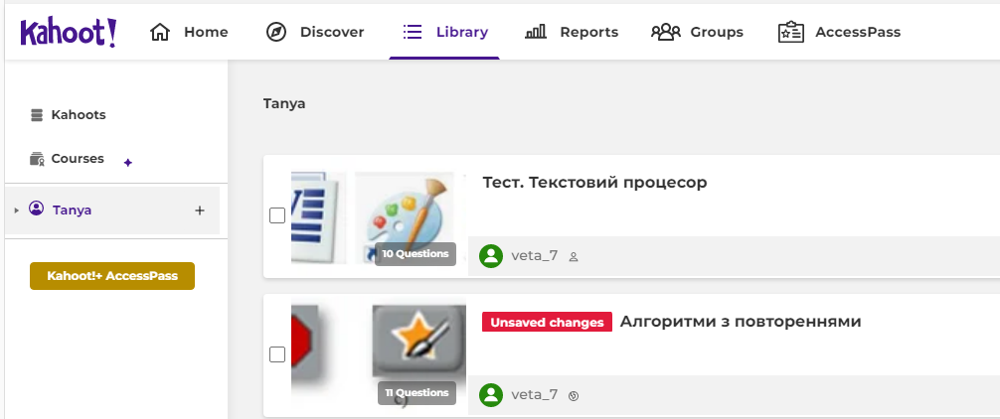 Kahoot!
Home
Discover
Library
Reports
Groups
AccessPass
Kahoots
Courses
Tanya
+
Kahoot!+ AccessPass
Tanya
10 Questions
Тест. Текстовий процесор
veta_7
11 Questions
Unsaved changes Алгоритми з повтореннями
veta_7